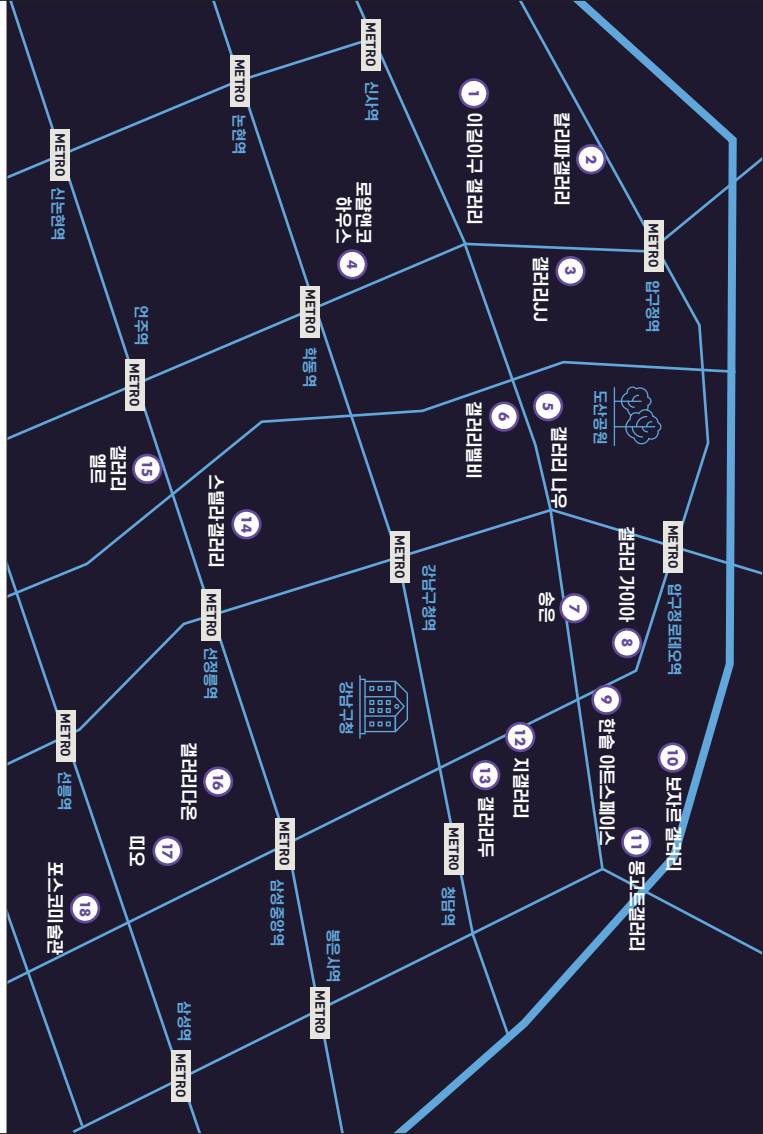 METRO
압구정역
METRO
압구정로데오역
10 보자르 갤러리
11 몽고트갤러리
8
갤러리 가이아
도산공원
9 한솔 아트스페이스
2
칼리파갤러리
3
갤러리JJ
5
갤러리 나우
7
송은
12 지갤러리
13 갤러리두
1 이길이구 갤러리
6
갤러리벨비
METRO
청담역
METRO
신사역
강남구청역
METRO
강남구청
4
로얄앤코
하우스
METRO
학동역
봉은사역
METRO
METRO
삼성중앙역
METRO
논현역
14
스텔라갤러리
METRO
선정릉역
16
갤러리다온
삼성역
METRO
15
갤러리
엘르
언주역
METRO
17
띠오
18
포스코미술관
METRO
선릉역
METRO
신논현역